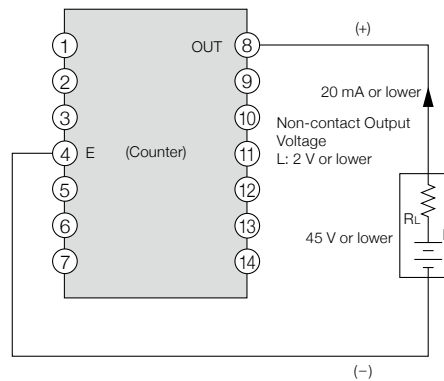 (+)
1
OUT 8
2
9
20 mA or lower
3
10
Non-contact Output
Voltage
L: 2 V or lower
4 E (Counter) 11
5
12
RL
6
13
45 V or lower
7
14
(−)